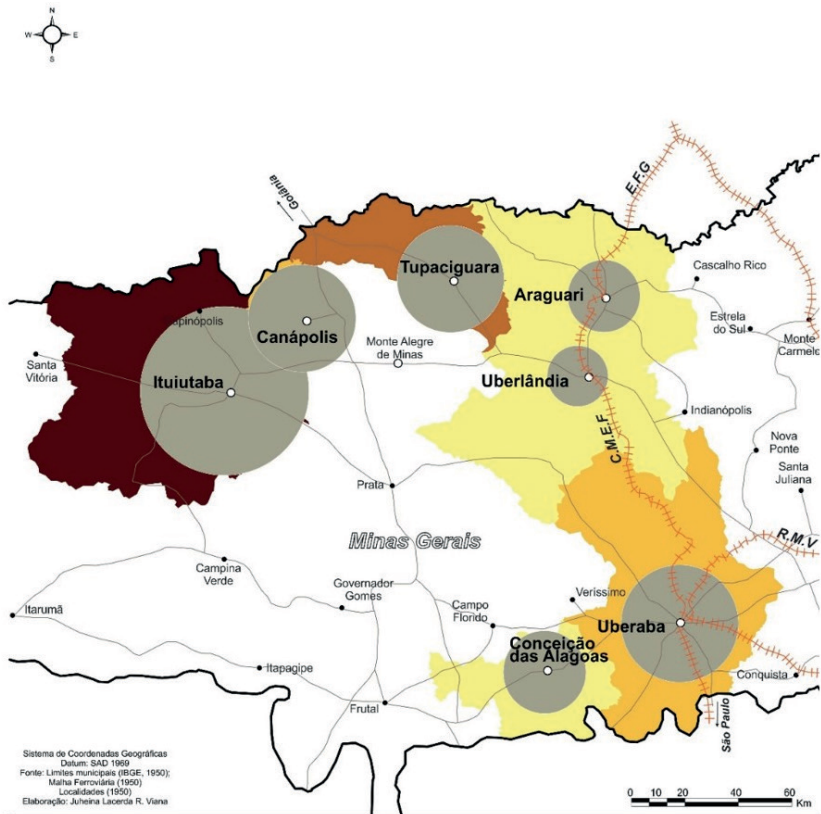 N
W E
S
Goiânia
E.F.G
Cascalho Rico
Tupaciguara
Araguari
Estrela
do Sul
Monte
Carmelo
apinópolis
Canápolis
Monte Alegre
de Minas
Santa
Vitória
Ituiutaba
Uberlândia
Indianópolis
C.M.E.F
Nova
Ponte
Santa
Juliana
Prata
Minas Gerais
R.M.V
Campina
Verde
Governador
Gomes
Veríssimo
Itarumã
Campo
Florido
Uberaba
Conceição
das Alagoas
Itapagipe
Conquista
Frutal
São Paulo
Sistema de Coordenadas Geográficas
Datum: SAD 1969
Fonte: Limites municipais (IBGE, 1950);
Malha Ferroviária (1950)
Localidades (1950)
Elaboração: Juheina Lacerda R. Viana
0 10 20 40 60
Km